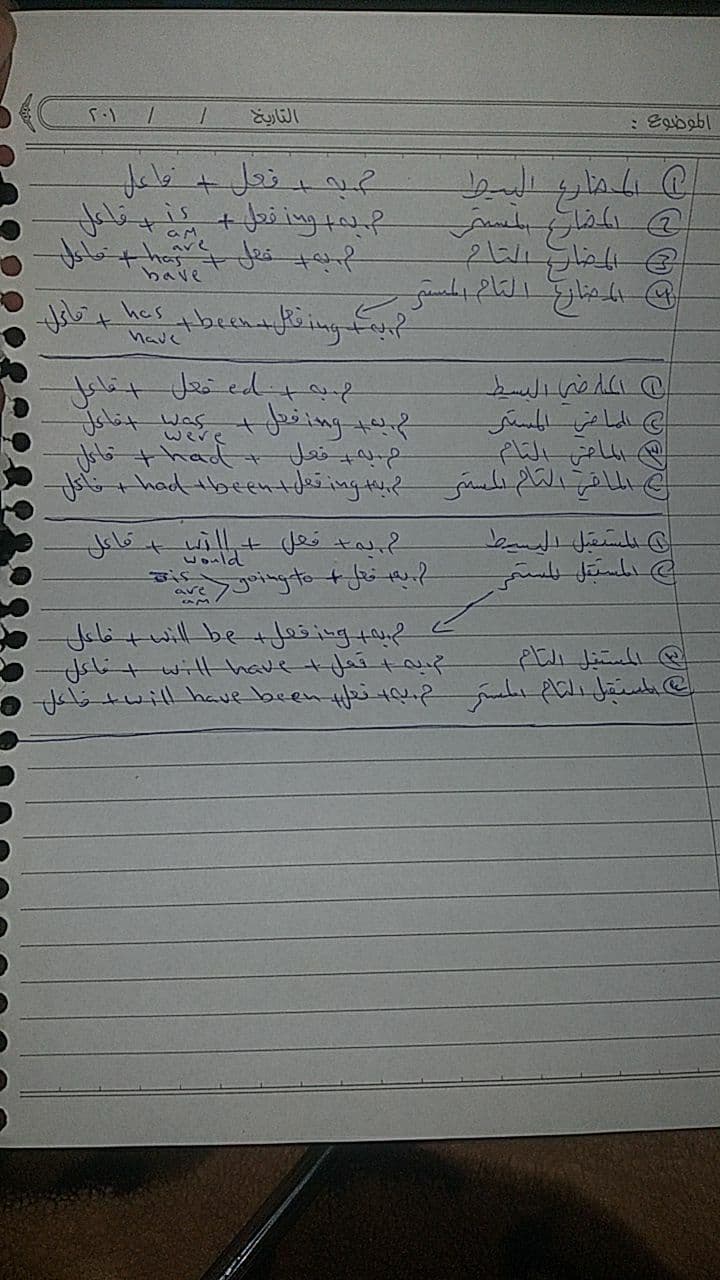 الموضوع : التاريخ / / ٢٠١
① المضارع البسيط فاعل + فعل + م.به
② المضارع المستمر فاعل + is + فعل ing + م.به
am
are
③ المضارع التام فاعل + has + فعل + م.به
have
④ المضارع التام المستمر
فاعل + has + been + فعل ing + م.به
have
① الماضي البسيط فاعل + فعل ed + م.به
② الماضي المستمر فاعل + was + فعل ing + م.به
were
③ الماضي التام فاعل + had + فعل + م.به
④ الماضي التام المستمر فاعل + had + been + فعل ing + م.به
① المستقبل البسيط فاعل + will + فعل + م.به
would
② المستقبل المستمر is going to + فعل + م.به
are
am
فاعل + will be + فعل ing + م.به
③ المستقبل التام فاعل + will have + فعل + م.به
④ المستقبل التام المستمر فاعل + will have been + فعل + م.به